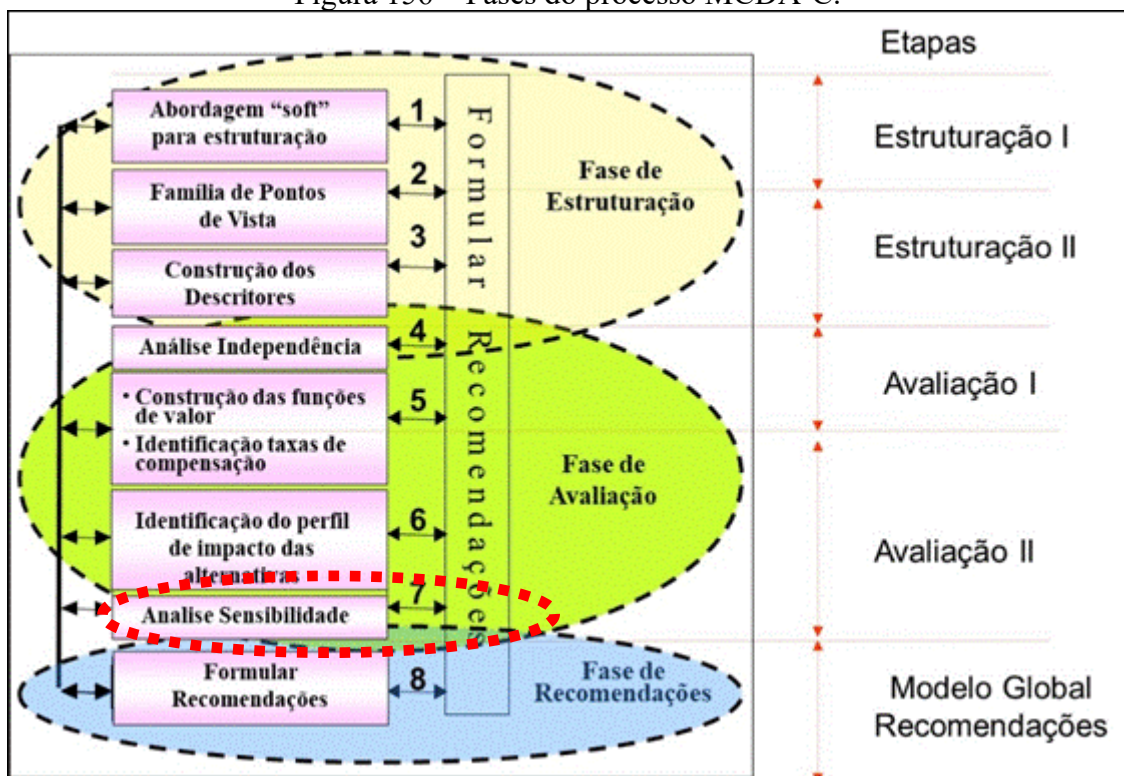 Figura 150 – Fases do processo MCDA-C.
Etapas
Abordagem “soft”
para estruturação
1
Família de Pontos
de Vista
2
Construção dos
Descritores
3
Análise Independência
4
• Construção das funções
de valor
• Identificação taxas de
compensação
5
Identificação do perfil
de impacto das
alternativas
6
Analise Sensibilidade
7
Formular
Recomendações
8
Formular Recomendações
Fase de
Estruturação
Fase de
Avaliação
Fase de
Recomendações
Estruturação I
Estruturação II
Avaliação I
Avaliação II
Modelo Global
Recomendações